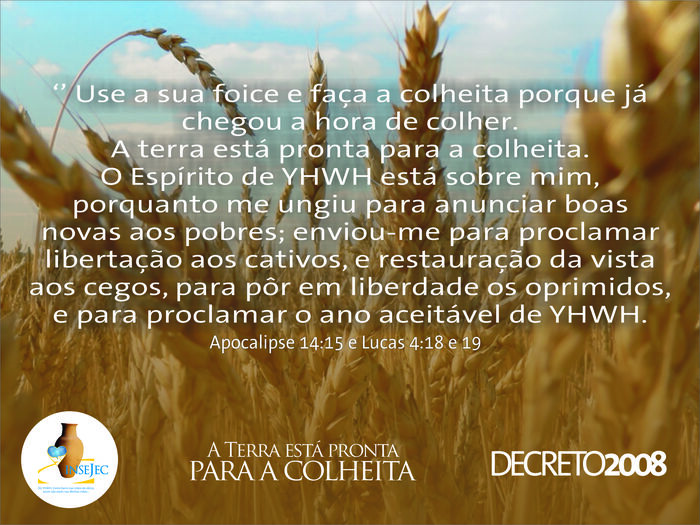 ‘’ Use a sua foice e faça a colheita porque já
chegou a hora de colher.
A terra está pronta para a colheita.
O Espírito de YHWH está sobre mim,
porquanto me ungiu para anunciar boas
novas aos pobres; enviou-me para proclamar
libertação aos cativos, e restauração da vista
aos cegos, para pôr em liberdade os oprimidos,
e para proclamar o ano aceitável de YHWH.
Apocalipse 14:15 e Lucas 4:18 e 19
INSEJEC
A TERRA ESTÁ PRONTA
PARA A COLHEITA
DECRETO2008